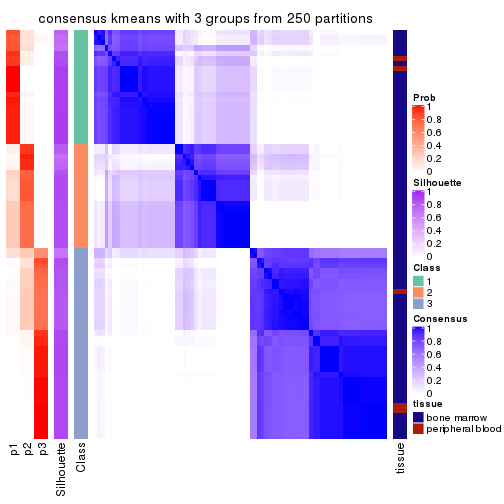 consensus kmeans with 3 groups from 250 partitions
Prob
1
0.8
0.6
0.4
0.2
0
Silhouette
1
0.8
0.6
0.4
0.2
0
Class
1
2
3
Consensus
1
0.8
0.6
0.4
0.2
0
tissue
bone marrow
peripheral blood
p1
p2
p3
Silhouette
Class
tissue